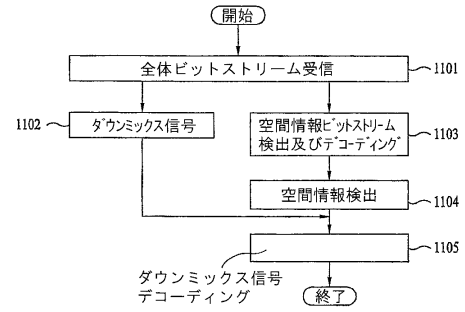 開始
全体ビットストリーム受信
1101
1102
ダウンミックス信号
空間情報ビットストリーム
検出及びデコーディング
1103
空間情報検出
1104
1105
ダウンミックス信号
デコーディング
終了